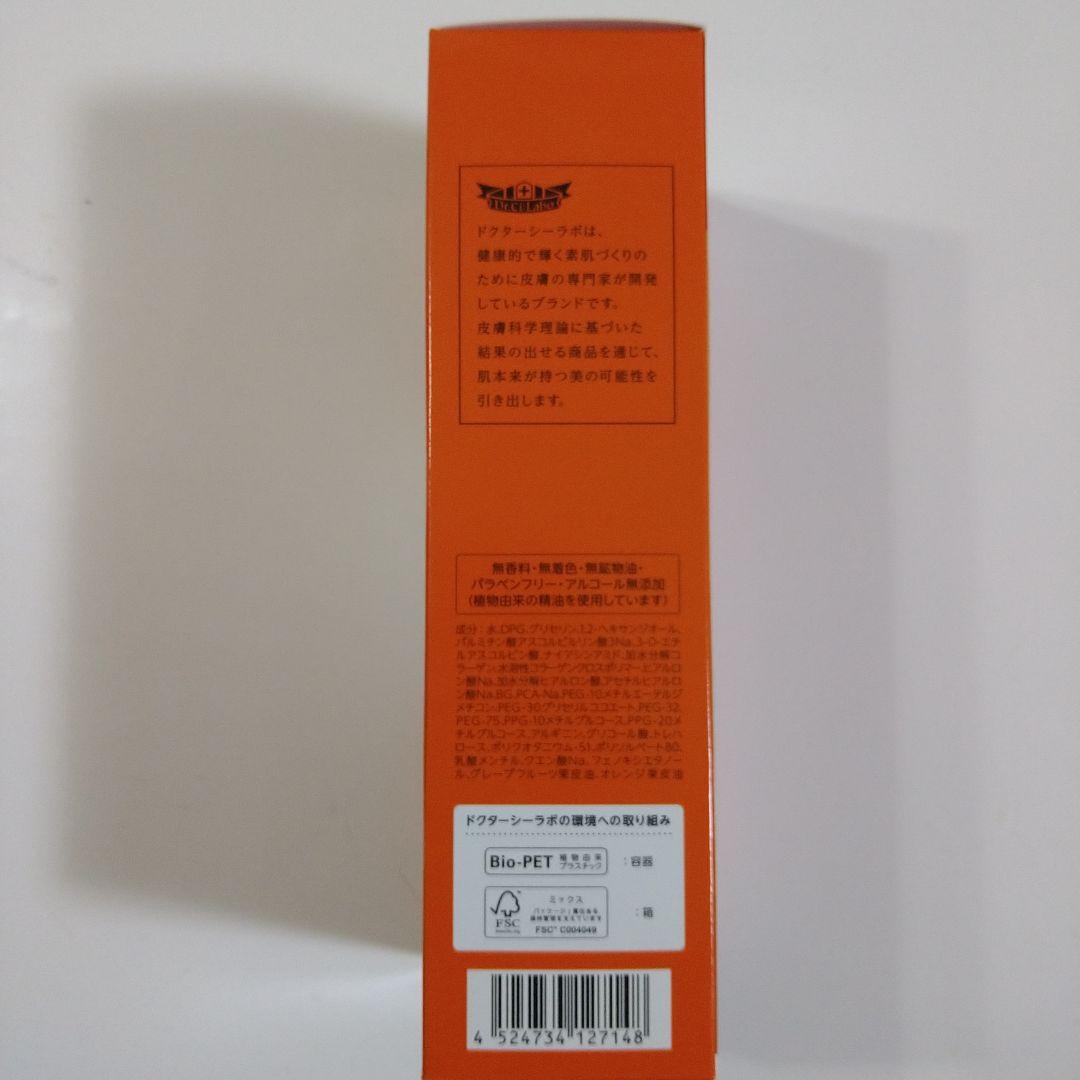 Dr.Ci:Labo
ドクターシーラボは、
健康的で輝く素肌づくりの
ために皮膚の専門家が開発
しているブランドです。
皮膚科学理論に基づいた
結果の出せる商品を通じて、
肌本来が持つ美の可能性を
引き出します。
無香料・無着色・無鉱物油・
パラベンフリー・アルコール無添加
(植物由来の精油を使用しています)
成分：水、DPG、グリセリン、1,2-ヘキサンジオール、
パルミチン酸アスコルビルリン酸3Na、3-O-エチ
ルアスコルビン酸、ナイアシンアミド、加水分解コ
ラーゲン、水溶性コラーゲンクロスポリマー、ヒアルロ
ン酸Na、加水分解ヒアルロン酸、アセチルヒアルロ
ン酸Na、BG、PCA-Na、PEG-10メチルエーテルジ
メチコン、PEG-30グリセリルココエート、PEG-32、
PEG-75、PPG-10メチルグルコース、PPG-20メ
チルグルコース、アルギニン、グリコール酸、トレハ
ロース、ポリクオタニウム-51、ポリソルベート80、
乳酸メンチル、クエン酸Na、フェノキシエタノー
ル、グレープフルーツ果皮油、オレンジ果皮油
ドクターシーラボの環境への取り組み
Bio-PET 植物由来
プラスチック
：容器
ミックス
パッケージ｜責任ある
森林管理を支えています
FSC
FSC™ C004049
：箱
4 524734 127148